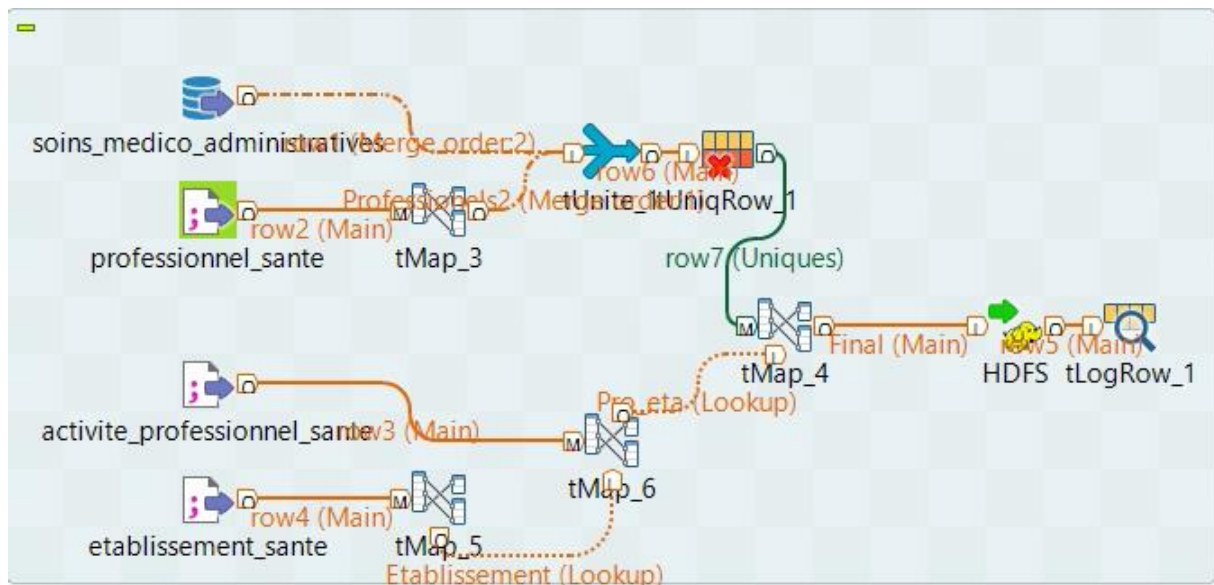 soins_medico_administratives
row1 (Merge order:2)
row6 (Main)
tUnite_1
tUniqRow_1
Professionels2 (Merge order:1)
row2 (Main)
professionnel_sante
tMap_3
row7 (Uniques)
Final (Main)
row5 (Main)
tMap_4
HDFS
tLogRow_1
Pro_eta (Lookup)
activite_professionnel_sante
row3 (Main)
tMap_6
row4 (Main)
etablissement_sante
tMap_5
Etablissement (Lookup)